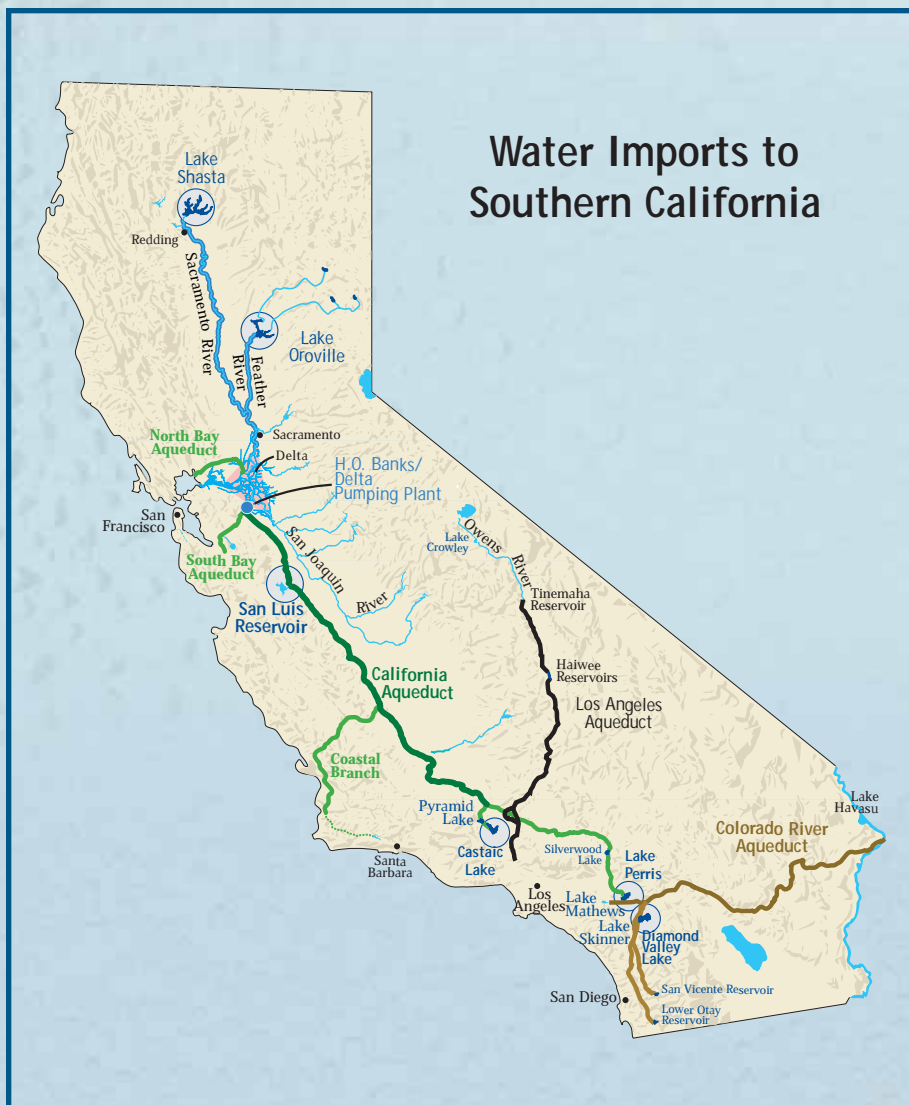 Water Imports to
Southern California
Lake
Shasta
Redding
Sacramento River
Feather
River
Lake
Oroville
North Bay
Aqueduct
Sacramento
Delta
H.O. Banks/
Delta
Pumping Plant
San
Francisco
South Bay
Aqueduct
San Joaquin
River
San Luis
Reservoir
Lake
Crowley
Owens
River
Tinemaha
Reservoir
Haiwee
Reservoirs
Los Angeles
Aqueduct
California
Aqueduct
Coastal
Branch
Pyramid
Lake
Castaic
Lake
Santa
Barbara
Silverwood
Lake
Lake
Perris
Lake
Havasu
Colorado River
Aqueduct
Los
Angeles
Lake
Mathews
Lake
Skinner
Diamond
Valley
Lake
San Diego
San Vicente Reservoir
Lower Otay
Reservoir